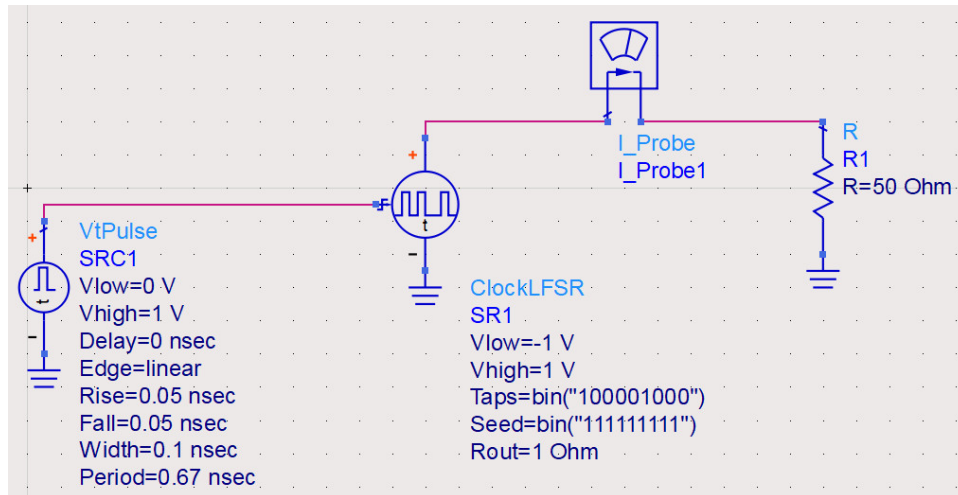 I_Probe
I_Probe1
R
R1
R=50 Ohm
+
t
-
+
t
-
VtPulse
SRC1
Vlow=0 V
Vhigh=1 V
Delay=0 nsec
Edge=linear
Rise=0.05 nsec
Fall=0.05 nsec
Width=0.1 nsec
Period=0.67 nsec
ClockLFSR
SR1
Vlow=-1 V
Vhigh=1 V
Taps=bin("100001000")
Seed=bin("111111111")
Rout=1 Ohm